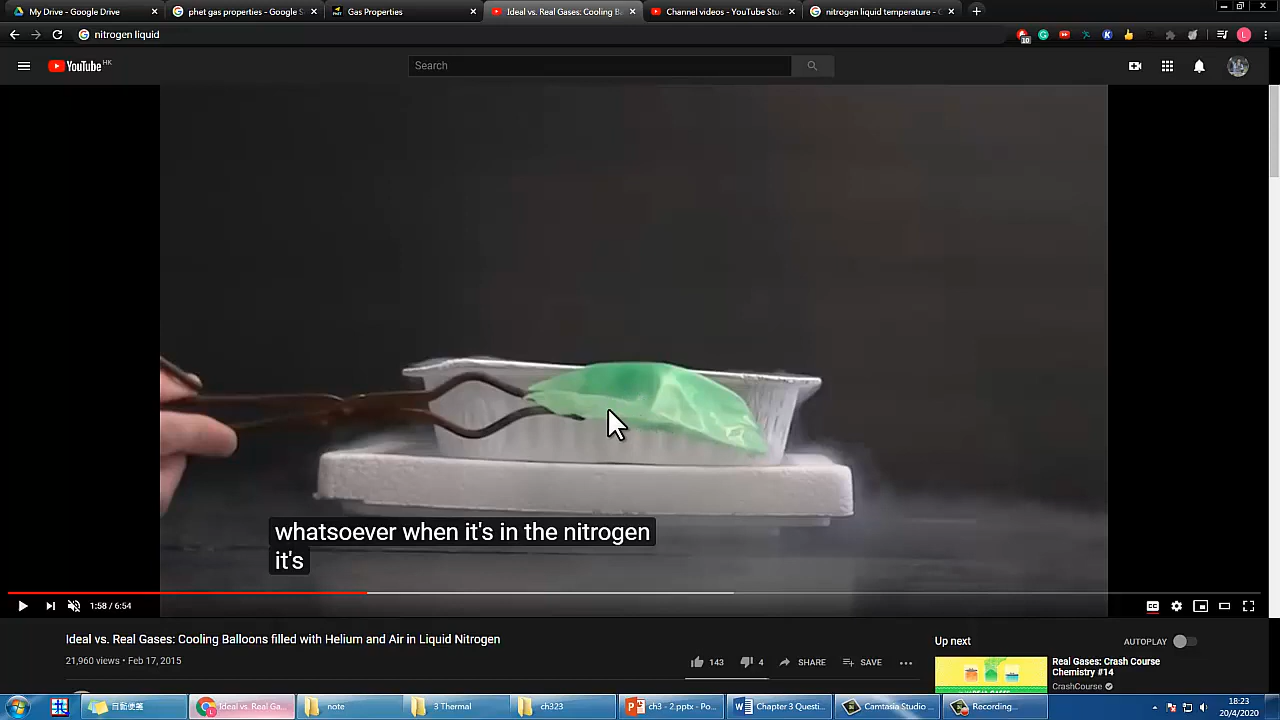 My Drive - Google Drive
phet gas properties - Google S
Gas Properties
Ideal vs. Real Gases: Cooling B
Channel videos - YouTube Stu
nitrogen liquid temperature - G
nitrogen liquid
10
YouTube HK
Search
whatsoever when it's in the nitrogen
it's
1:58 / 6:54
CC
Ideal vs. Real Gases: Cooling Balloons filled with Helium and Air in Liquid Nitrogen
21,960 views • Feb 17, 2015
143
4
SHARE
SAVE
Up next
AUTOPLAY
Real Gases: Crash Course
Chemistry #14
CrashCourse
Ideal vs. Real Ga...
note
3 Thermal
ch323
ch3 - 2.pptx - Po...
Chapter 3 Questi...
Camtasia Studio ...
Recording...
18:23
20/4/2020